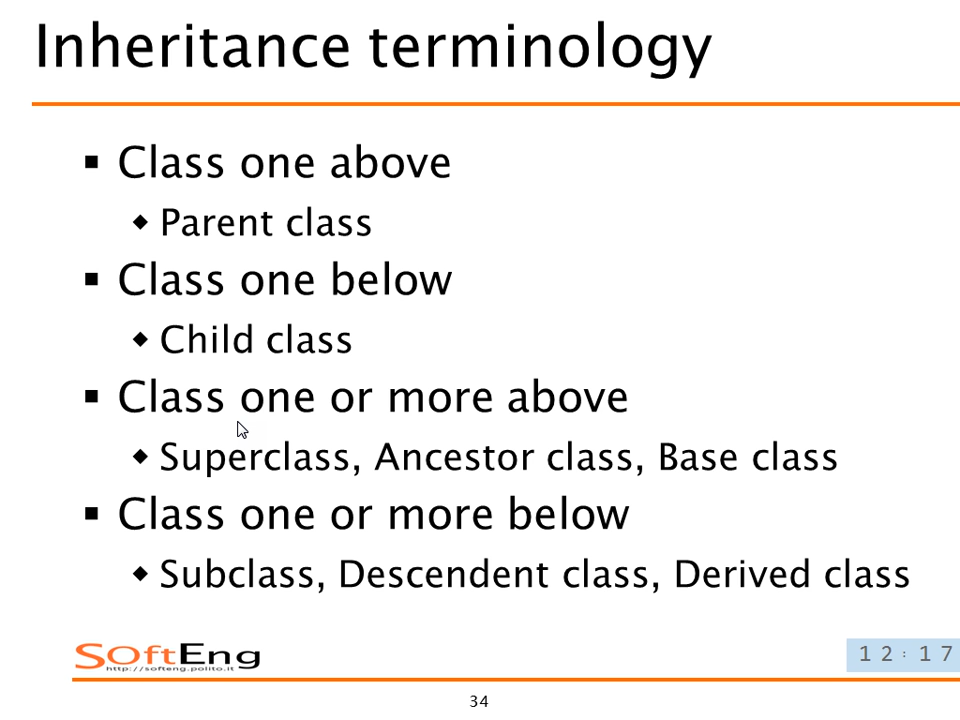 Inheritance terminology
▪ Class one above
◆ Parent class
▪ Class one below
◆ Child class
▪ Class one or more above
◆ Superclass, Ancestor class, Base class
▪ Class one or more below
◆ Subclass, Descendent class, Derived class
SoftEng
http://softeng.polito.it
12:17
34